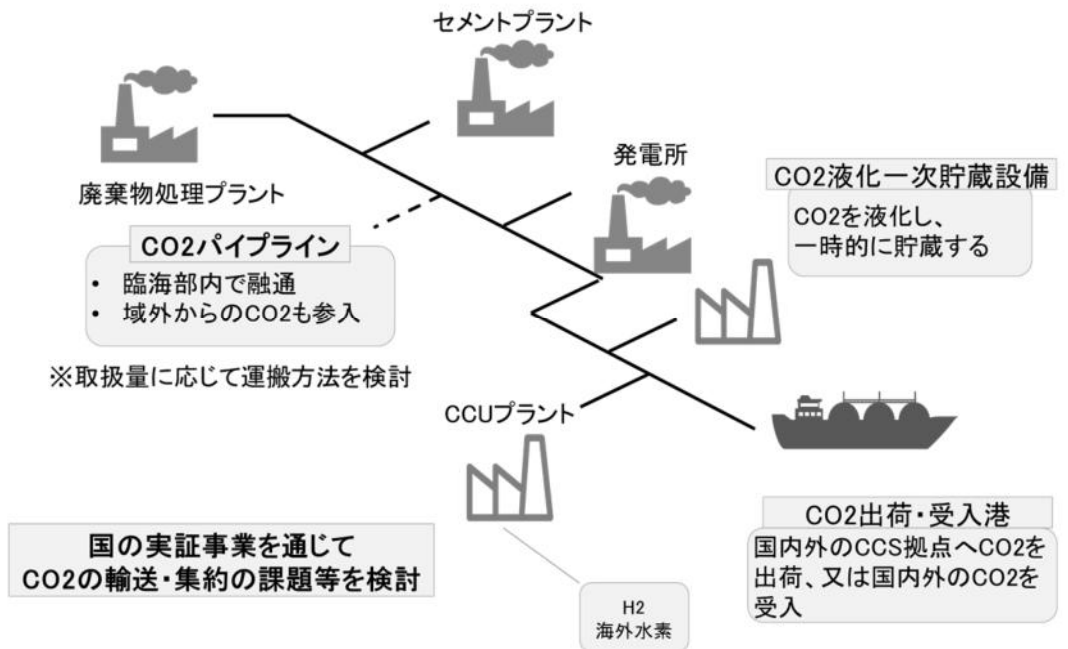 セメントプラント
廃棄物処理プラント
発電所
CO2液化一次貯蔵設備
CO2を液化し、
一時的に貯蔵する
CO2パイプライン
• 臨海部内で融通
• 域外からのCO2も参入
※取扱量に応じて運搬方法を検討
CCUプラント
CO2出荷・受入港
国内外のCCS拠点へCO2を
出荷、又は国内外のCO2を
受入
国の実証事業を通じて
CO2の輸送・集約の課題等を検討
H2
海外水素